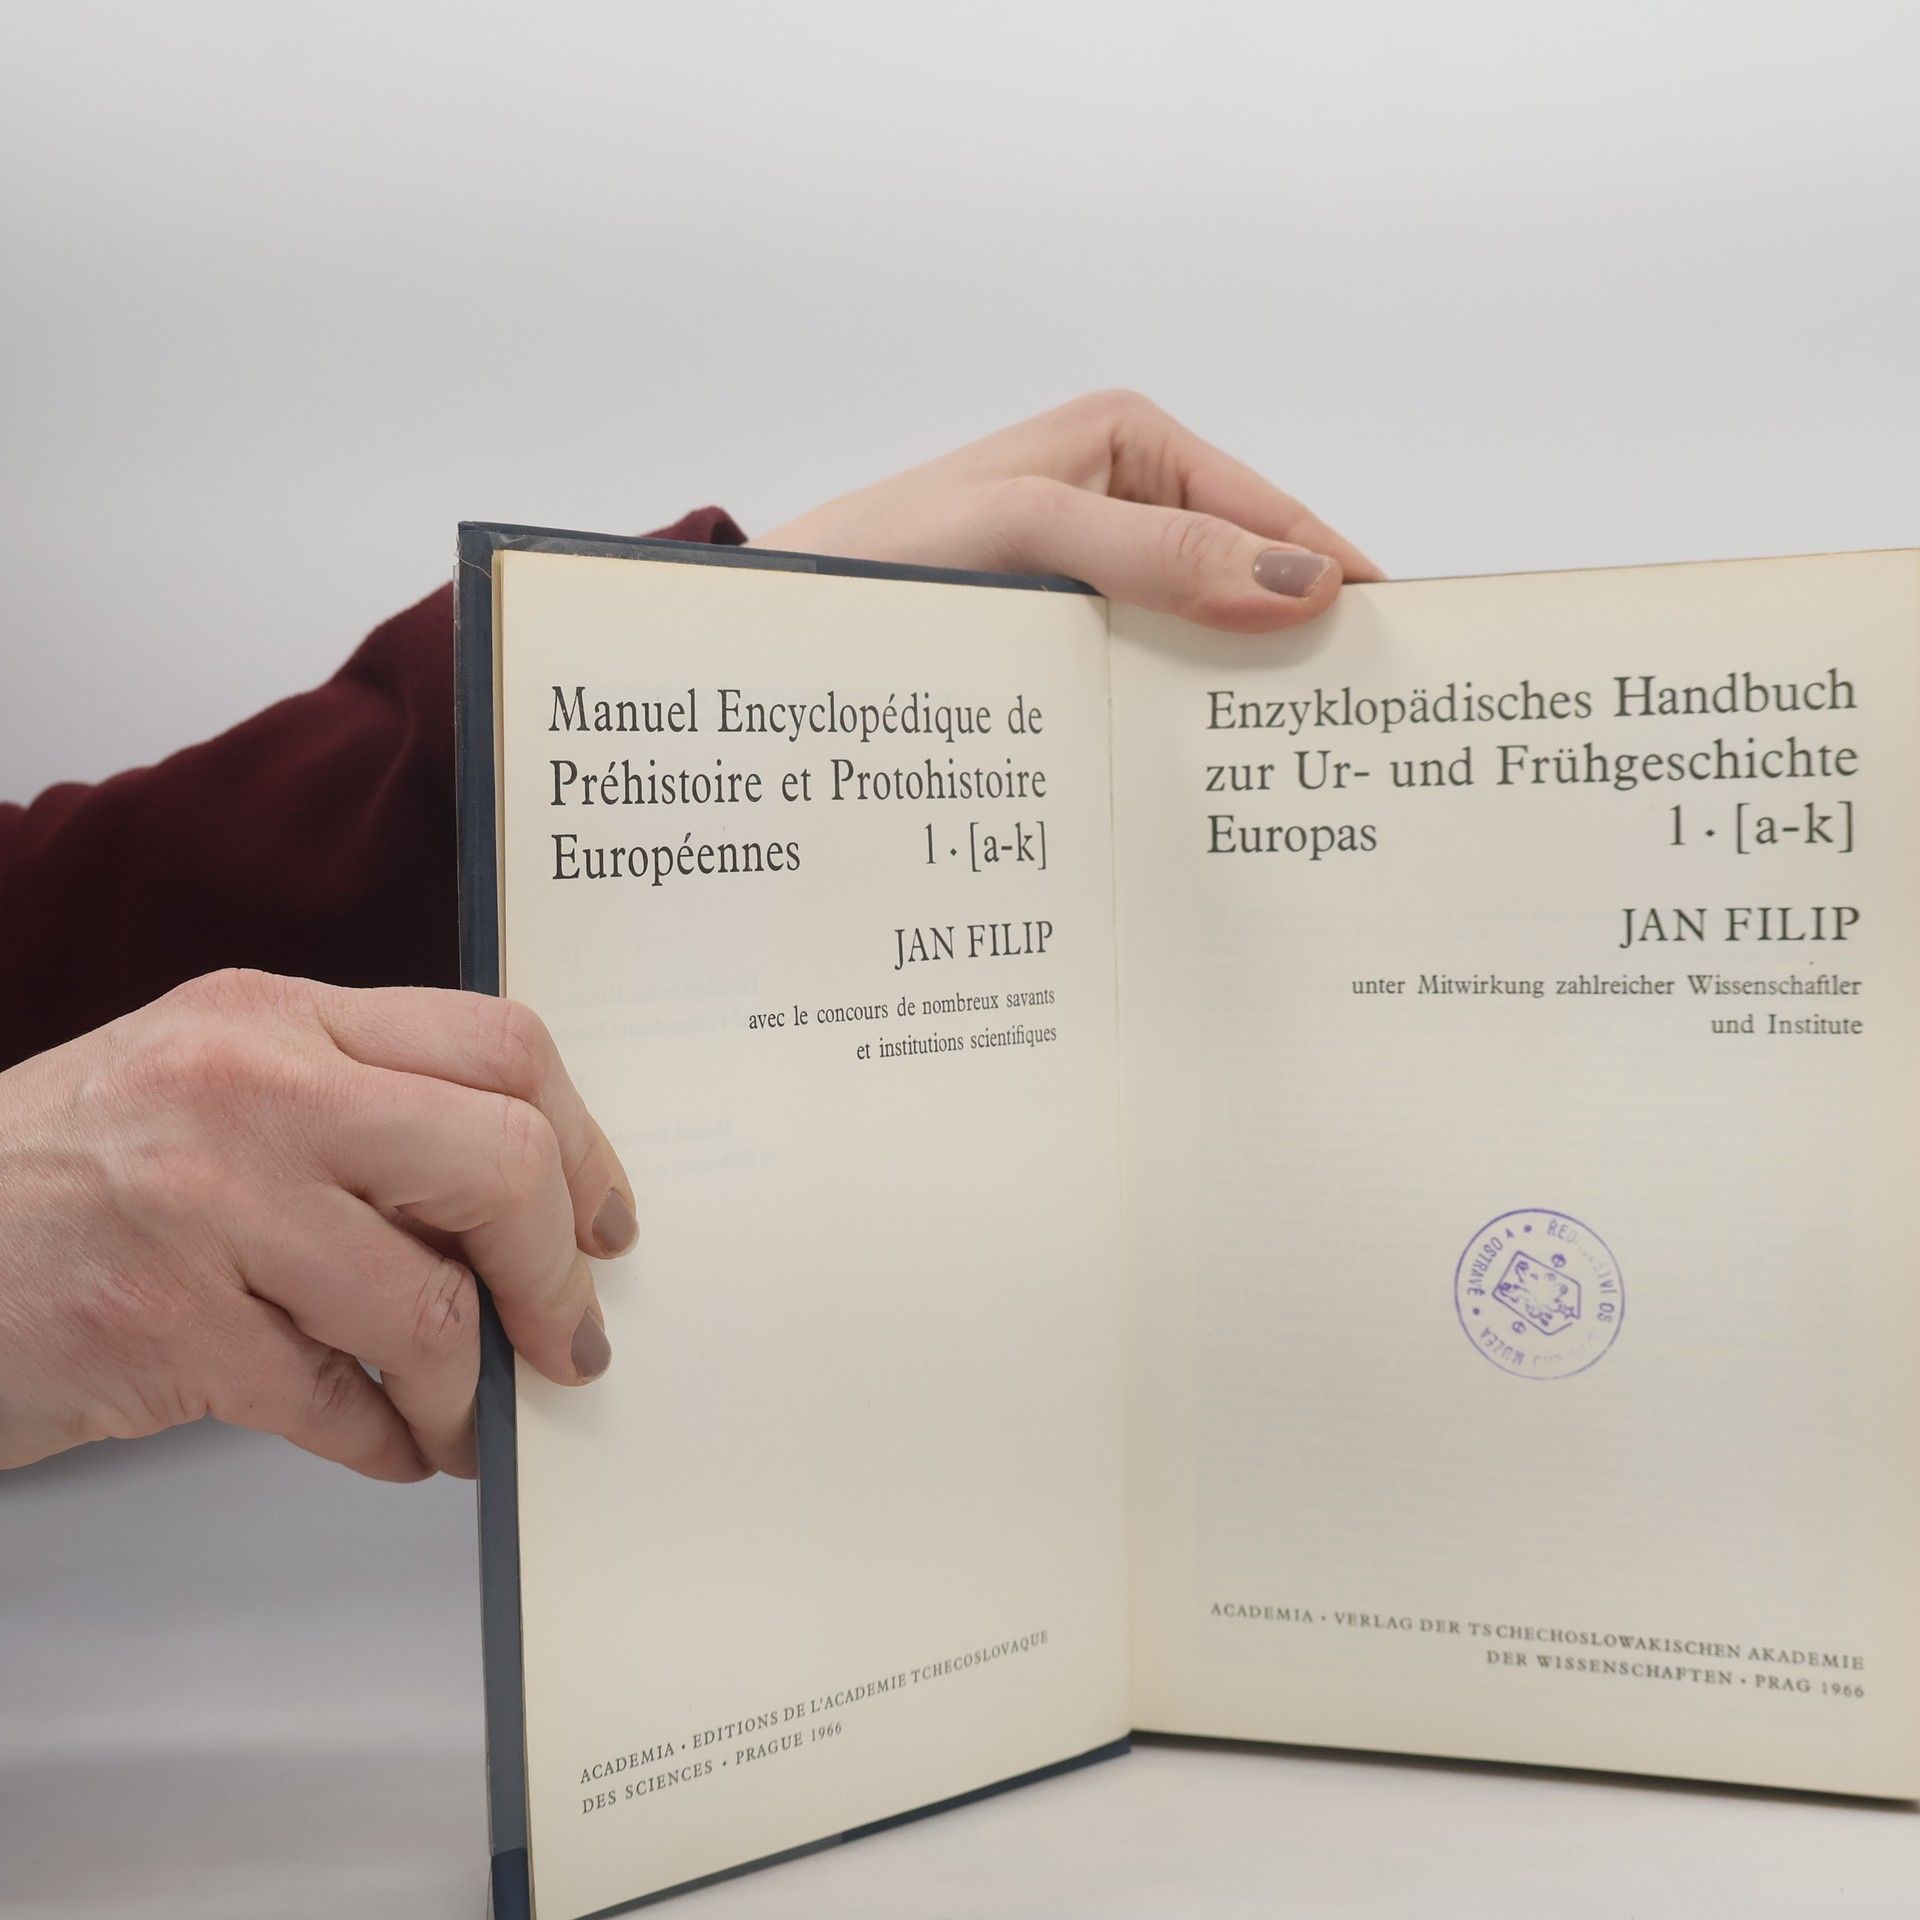 Manuel Encyclopédique de
Préhistoire et Protohistoire
Européennes 1 · [a-k]
JAN FILIP
avec le concours de nombreux savants
et institutions scientifiques
ACADEMIA · EDITIONS DE L'ACADEMIE TCHECOSLOVAQUE
DES SCIENCES · PRAGUE 1966
Enzyklopädisches Handbuch
zur Ur- und Frühgeschichte
Europas 1 · [a-k]
JAN FILIP
unter Mitwirkung zahlreicher Wissenschaftler
und Institute
OSTRAVĚ
MUZEA
ACADEMIA · VERLAG DER TSCHECHOSLOWAKISCHEN AKADEMIE
DER WISSENSCHAFTEN · PRAG 1966